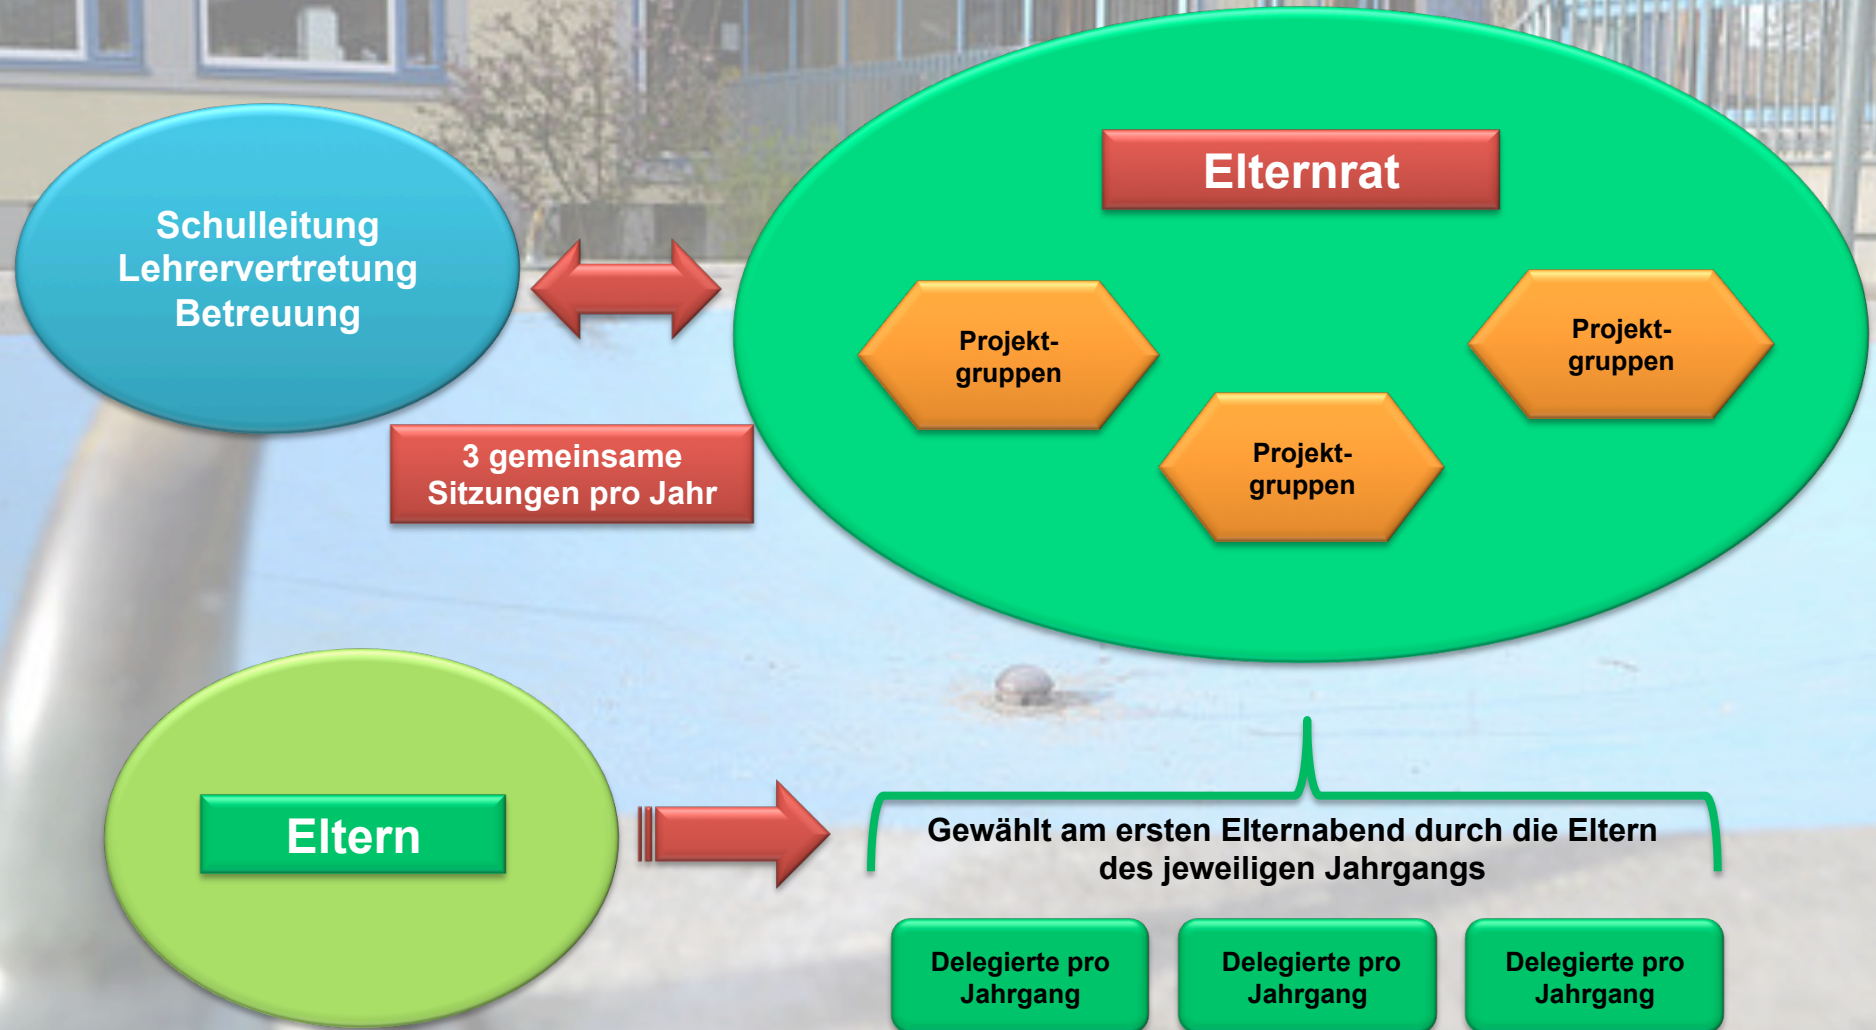 Schulleitung
Lehrervertretung
Betreuung
Elternrat
Projekt-
gruppen
Projekt-
gruppen
Projekt-
gruppen
3 gemeinsame
Sitzungen pro Jahr
Eltern
Gewählt am ersten Elternabend durch die Eltern
des jeweiligen Jahrgangs
Delegierte pro
Jahrgang
Delegierte pro
Jahrgang
Delegierte pro
Jahrgang